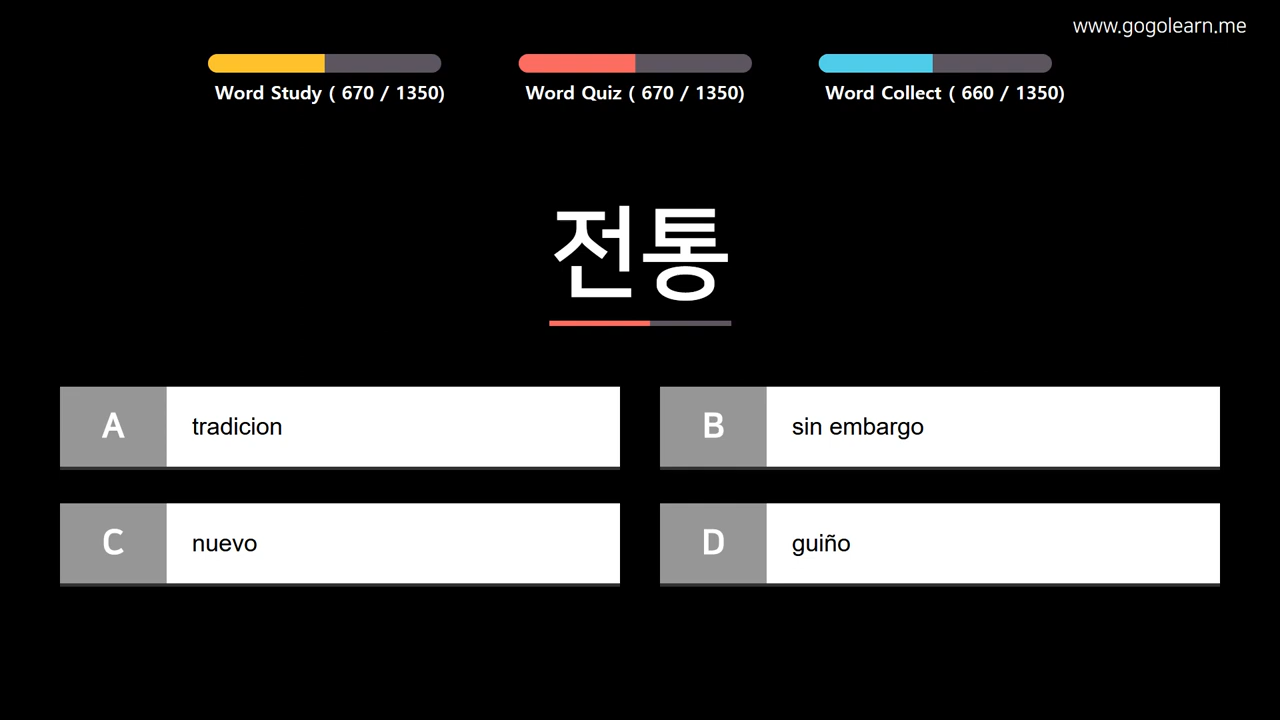 www.gogolearn.me
Word Study ( 670 / 1350)
Word Quiz ( 670 / 1350)
Word Collect ( 660 / 1350)
전통
A
tradicion
B
sin embargo
C
nuevo
D
guiño